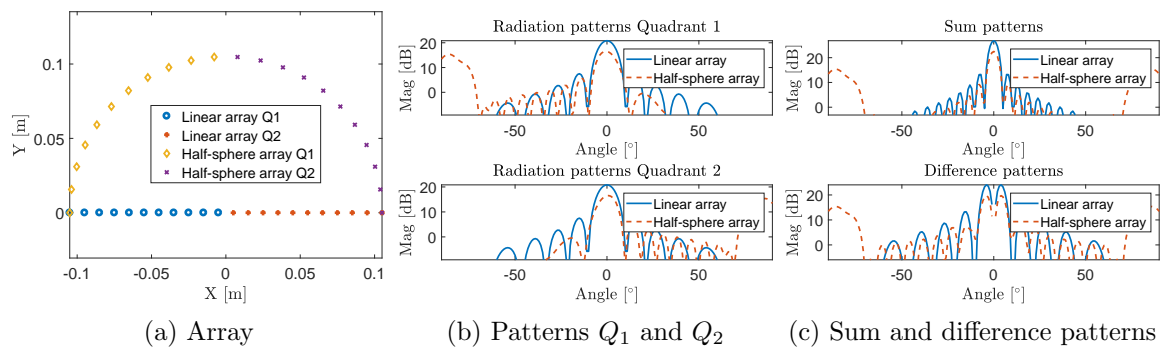 0.1
0.05
0
Y [m]
-0.1
-0.05
0
0.05
0.1
X [m]
Linear array Q1
Linear array Q2
Half-sphere array Q1
Half-sphere array Q2
(a) Array
Radiation patterns Quadrant 1
20
10
0
Mag [dB]
Linear array
Half-sphere array
-50
0
50
Angle [°]
Radiation patterns Quadrant 2
20
10
0
Mag [dB]
Linear array
Half-sphere array
-50
0
50
Angle [°]
(b) Patterns Q1 and Q2
Sum patterns
20
10
0
Mag [dB]
Linear array
Half-sphere array
-50
0
50
Angle [°]
Difference patterns
20
10
0
Mag [dB]
Linear array
Half-sphere array
-50
0
50
Angle [°]
(c) Sum and difference patterns